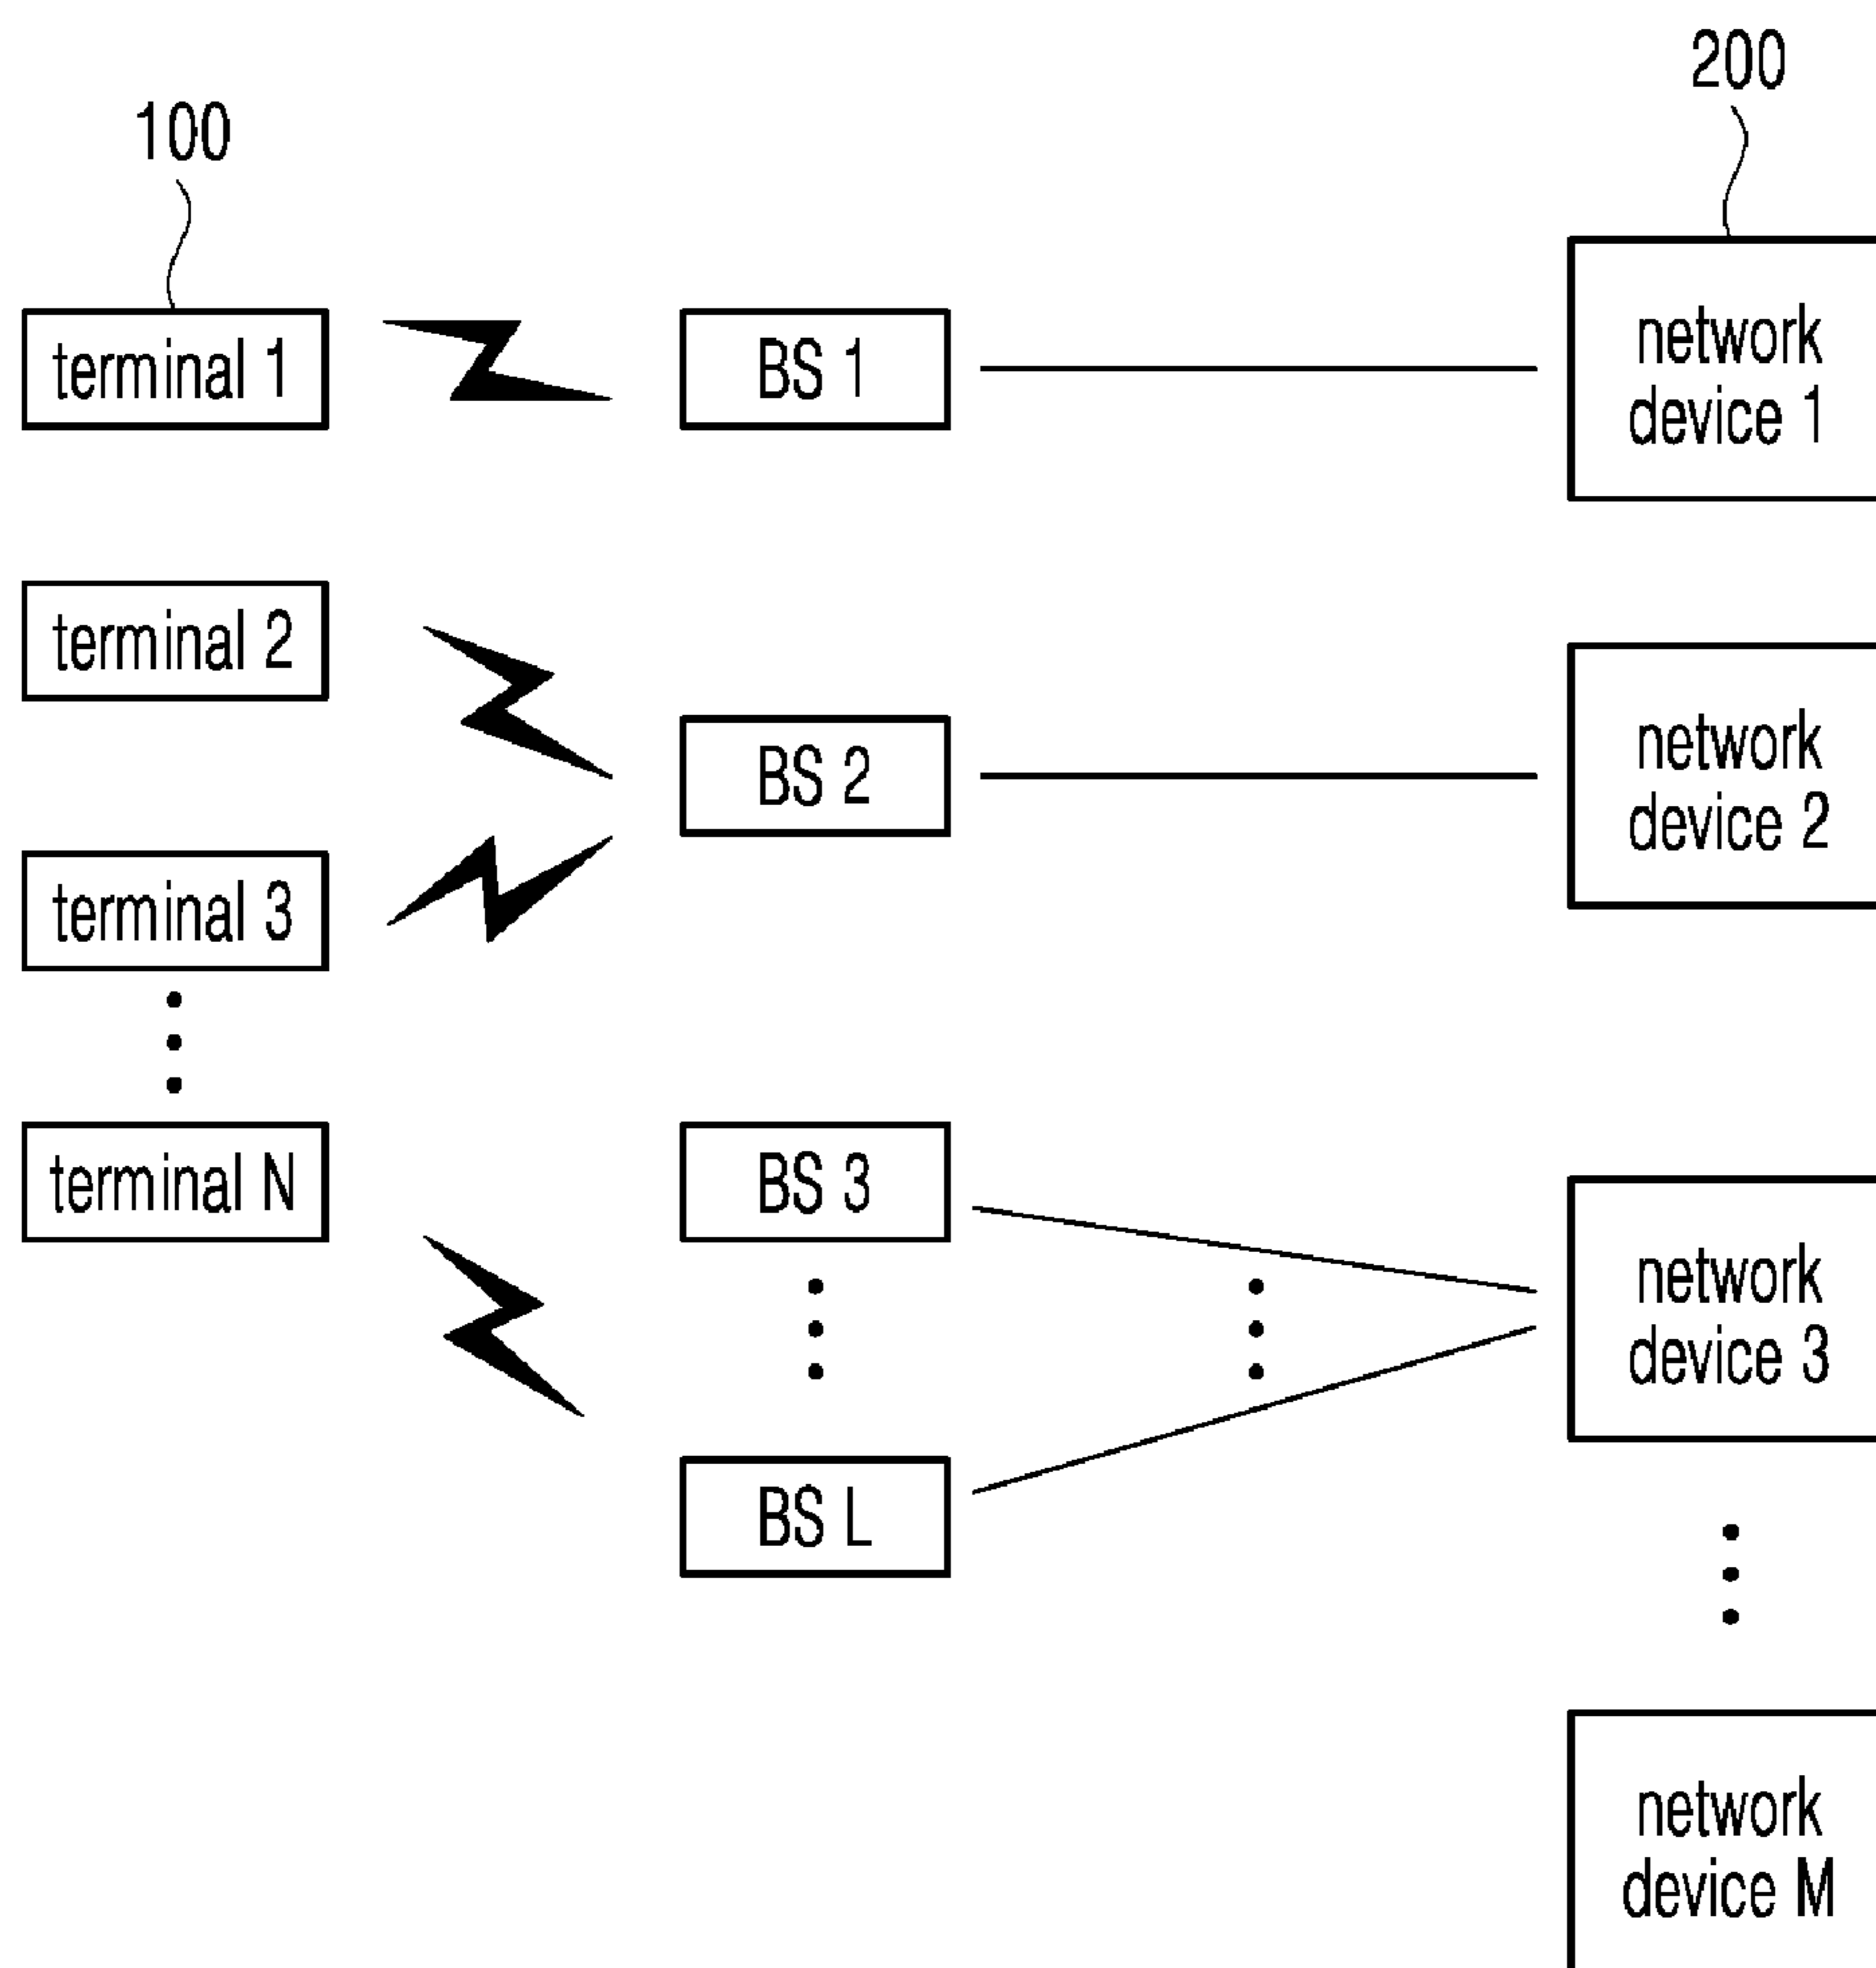 200
100
terminal 1
BS 1
network
device 1
terminal 2
BS 2
network
device 2
terminal 3
terminal N
BS 3
network
device 3
BS L
network
device M